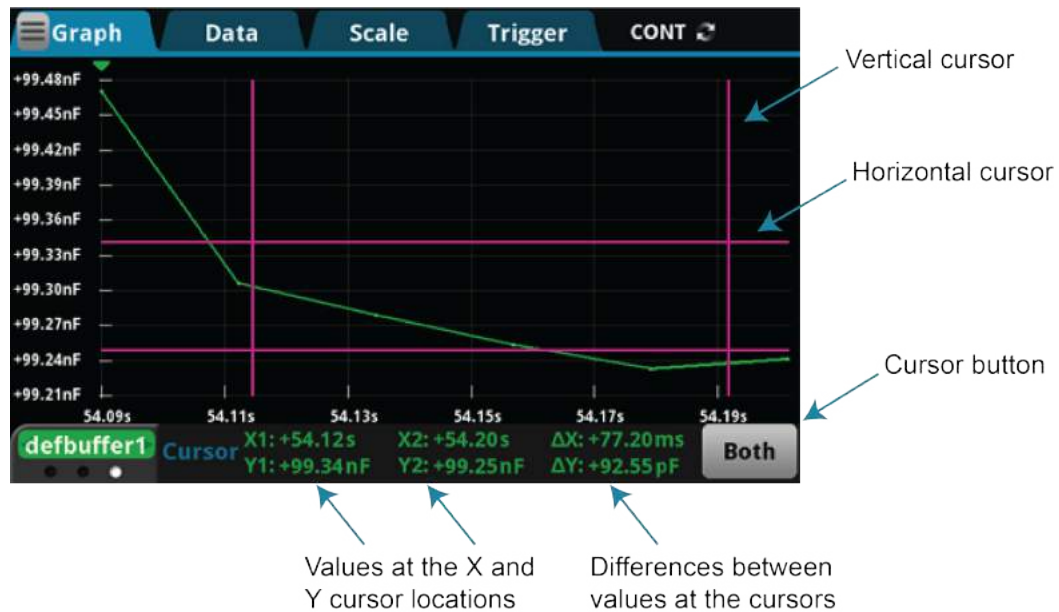 Graph Data Scale Trigger CONT
Vertical cursor
+99.48nF
+99.45nF
+99.42nF
+99.39nF
Horizontal cursor
+99.36nF
+99.33nF
+99.30nF
+99.27nF
+99.24nF
Cursor button
+99.21nF
54.09s 54.11s 54.13s 54.15s 54.17s 54.19s
defbuffer1 Cursor X1: +54.12s X2: +54.20s ΔX: +77.20ms Both
Y1: +99.34nF Y2: +99.25nF ΔY: +92.55pF
Values at the X and
Y cursor locations
Differences between
values at the cursors